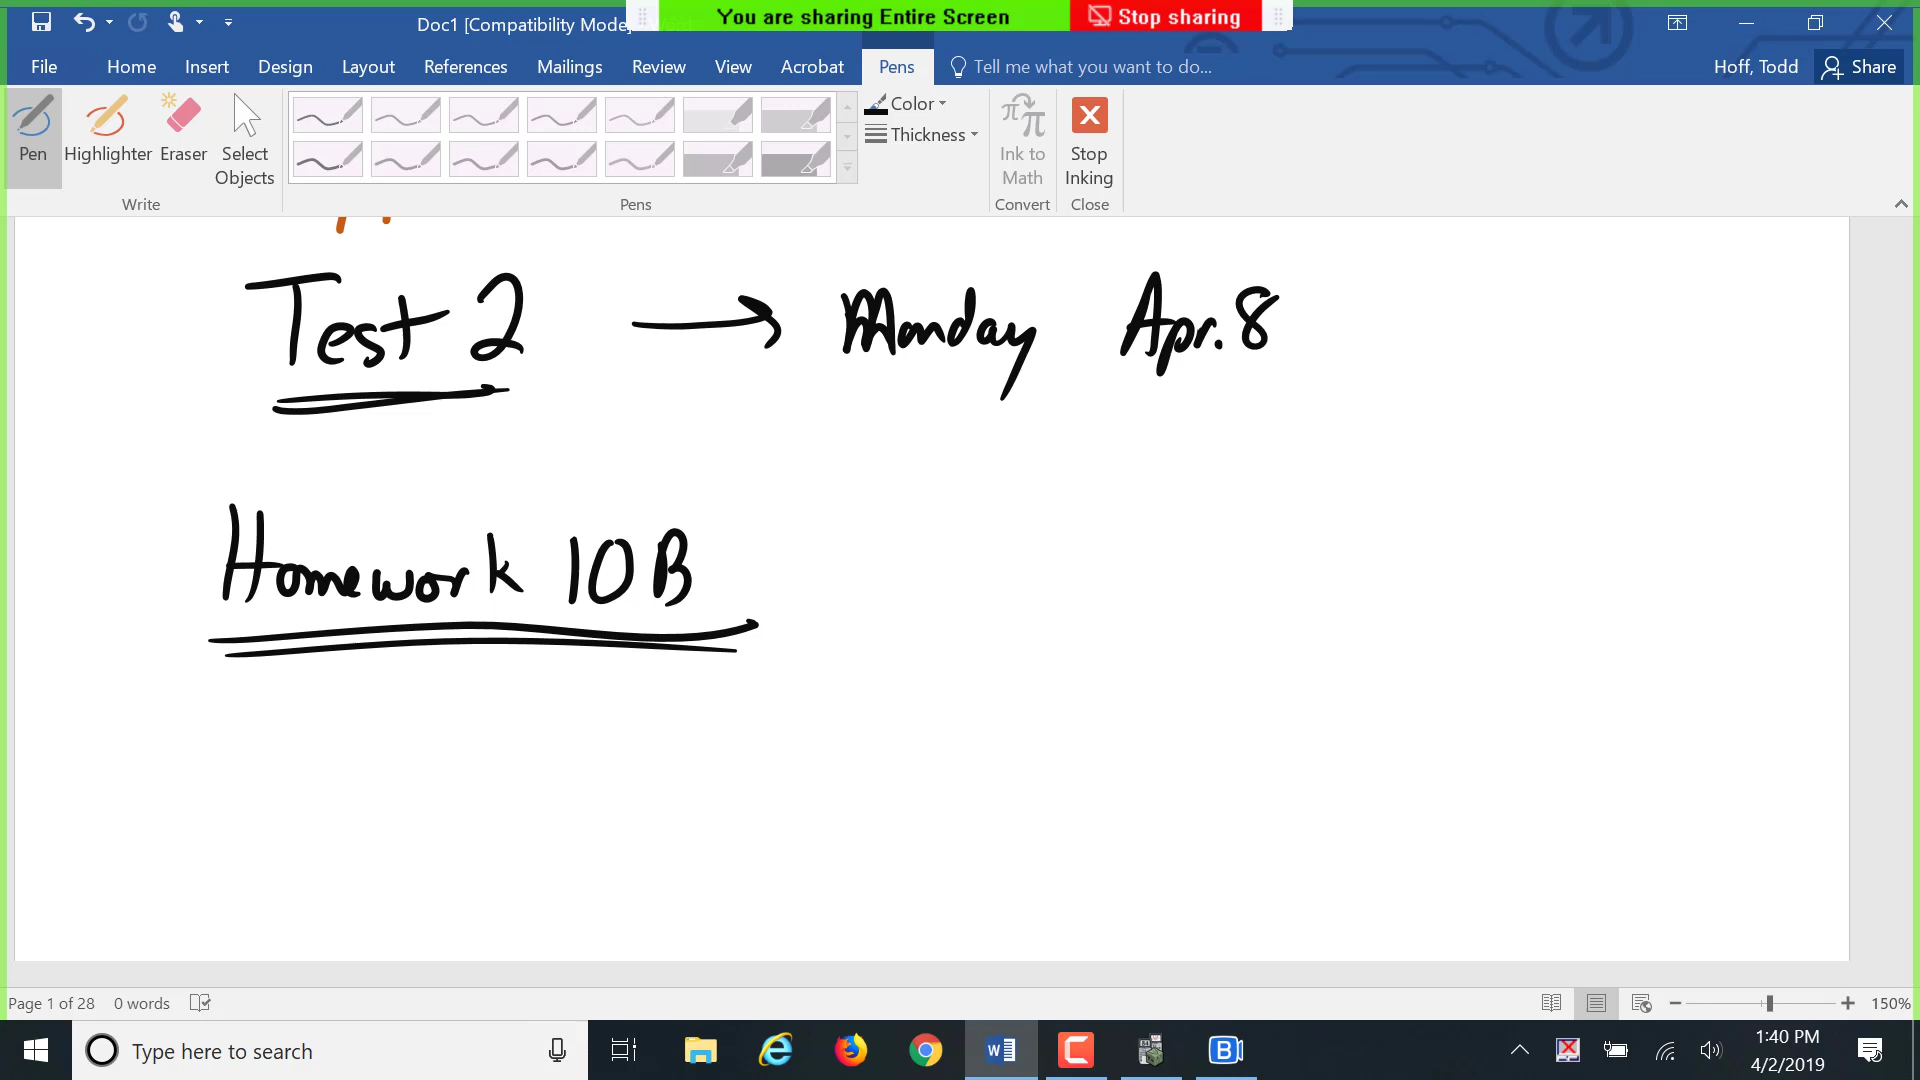 Doc1 [Compatibility Mode]
You are sharing Entire Screen Stop sharing
File Home Insert Design Layout References Mailings Review View Acrobat Pens Tell me what you want to do... Hoff, Todd Share
Pen Highlighter Eraser Select Objects
Color
Thickness
Ink to Math
Stop Inking
Write Pens Convert Close
Test 2 → Monday Apr. 8
Homework 10B
Page 1 of 28 0 words 150%
Type here to search
1:40 PM
4/2/2019